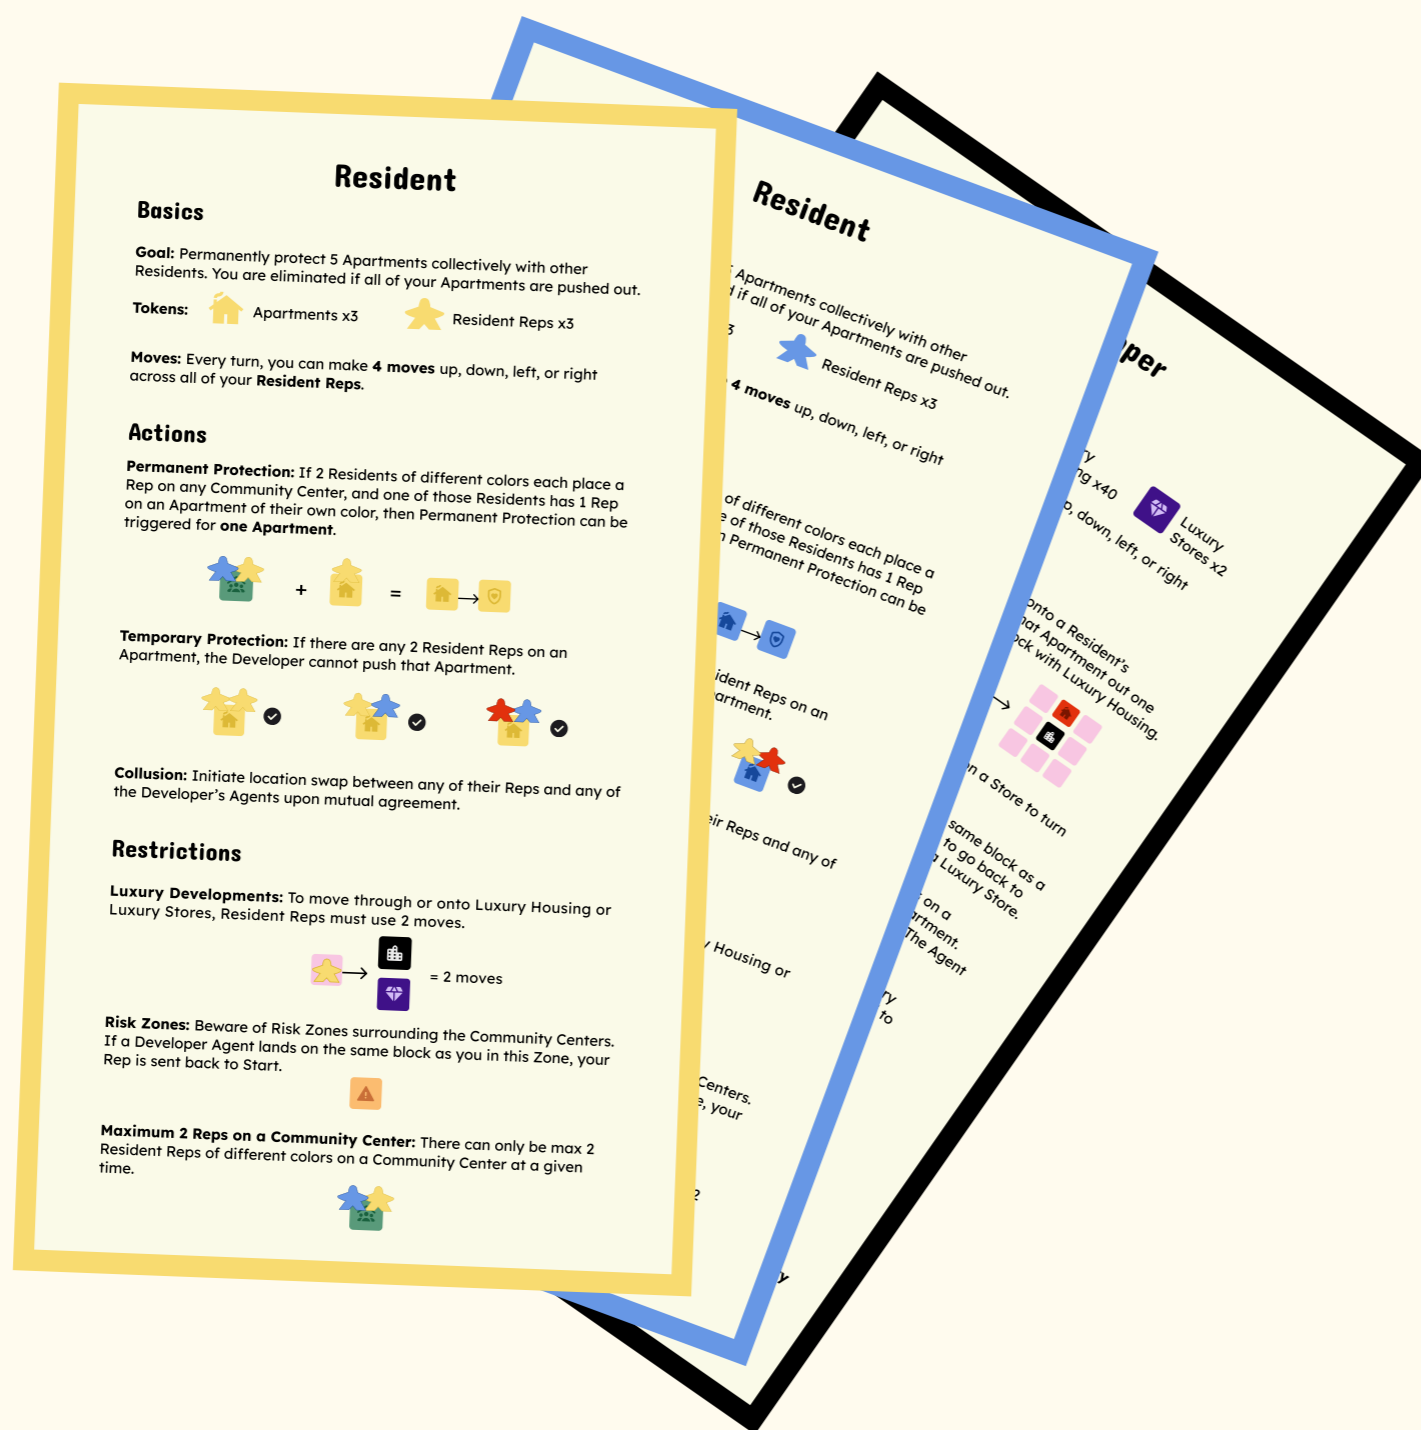 Resident
Basics
Goal: Permanently protect 5 Apartments collectively with other
Residents. You are eliminated if all of your Apartments are pushed out.
Tokens: Apartments x3 Resident Reps x3
Moves: Every turn, you can make 4 moves up, down, left, or right
across all of your Resident Reps.
Actions
Permanent Protection: If 2 Residents of different colors each place a
Rep on any Community Center, and one of those Residents has 1 Rep
on an Apartment of their own color, then Permanent Protection can be
triggered for one Apartment.
+ =
Temporary Protection: If there are any 2 Resident Reps on an
Apartment, the Developer cannot push that Apartment.
Collusion: Initiate location swap between any of their Reps and any of
the Developer's Agents upon mutual agreement.
Restrictions
Luxury Developments: To move through or onto Luxury Housing or
Luxury Stores, Resident Reps must use 2 moves.
= 2 moves
Risk Zones: Beware of Risk Zones surrounding the Community Centers.
If a Developer Agent lands on the same block as you in this Zone, your
Rep is sent back to Start.
Maximum 2 Reps on a Community Center: There can only be max 2
Resident Reps of different colors on a Community Center at a given
time.
Resident
Apartments collectively with other
if all of your Apartments are pushed out.
Resident Reps x3
4 moves up, down, left, or right
of different colors each place a
of those Residents has 1 Rep
Permanent Protection can be
Reps on an
Reps and any of
Housing or
Centers.
your
x40
Luxury
Stores x2
down, left, or right
onto a Resident's
Apartment out one
with Luxury Housing.
on a Store to turn
same block as a
to go back to
Luxury Store.
on a
The Agent
to